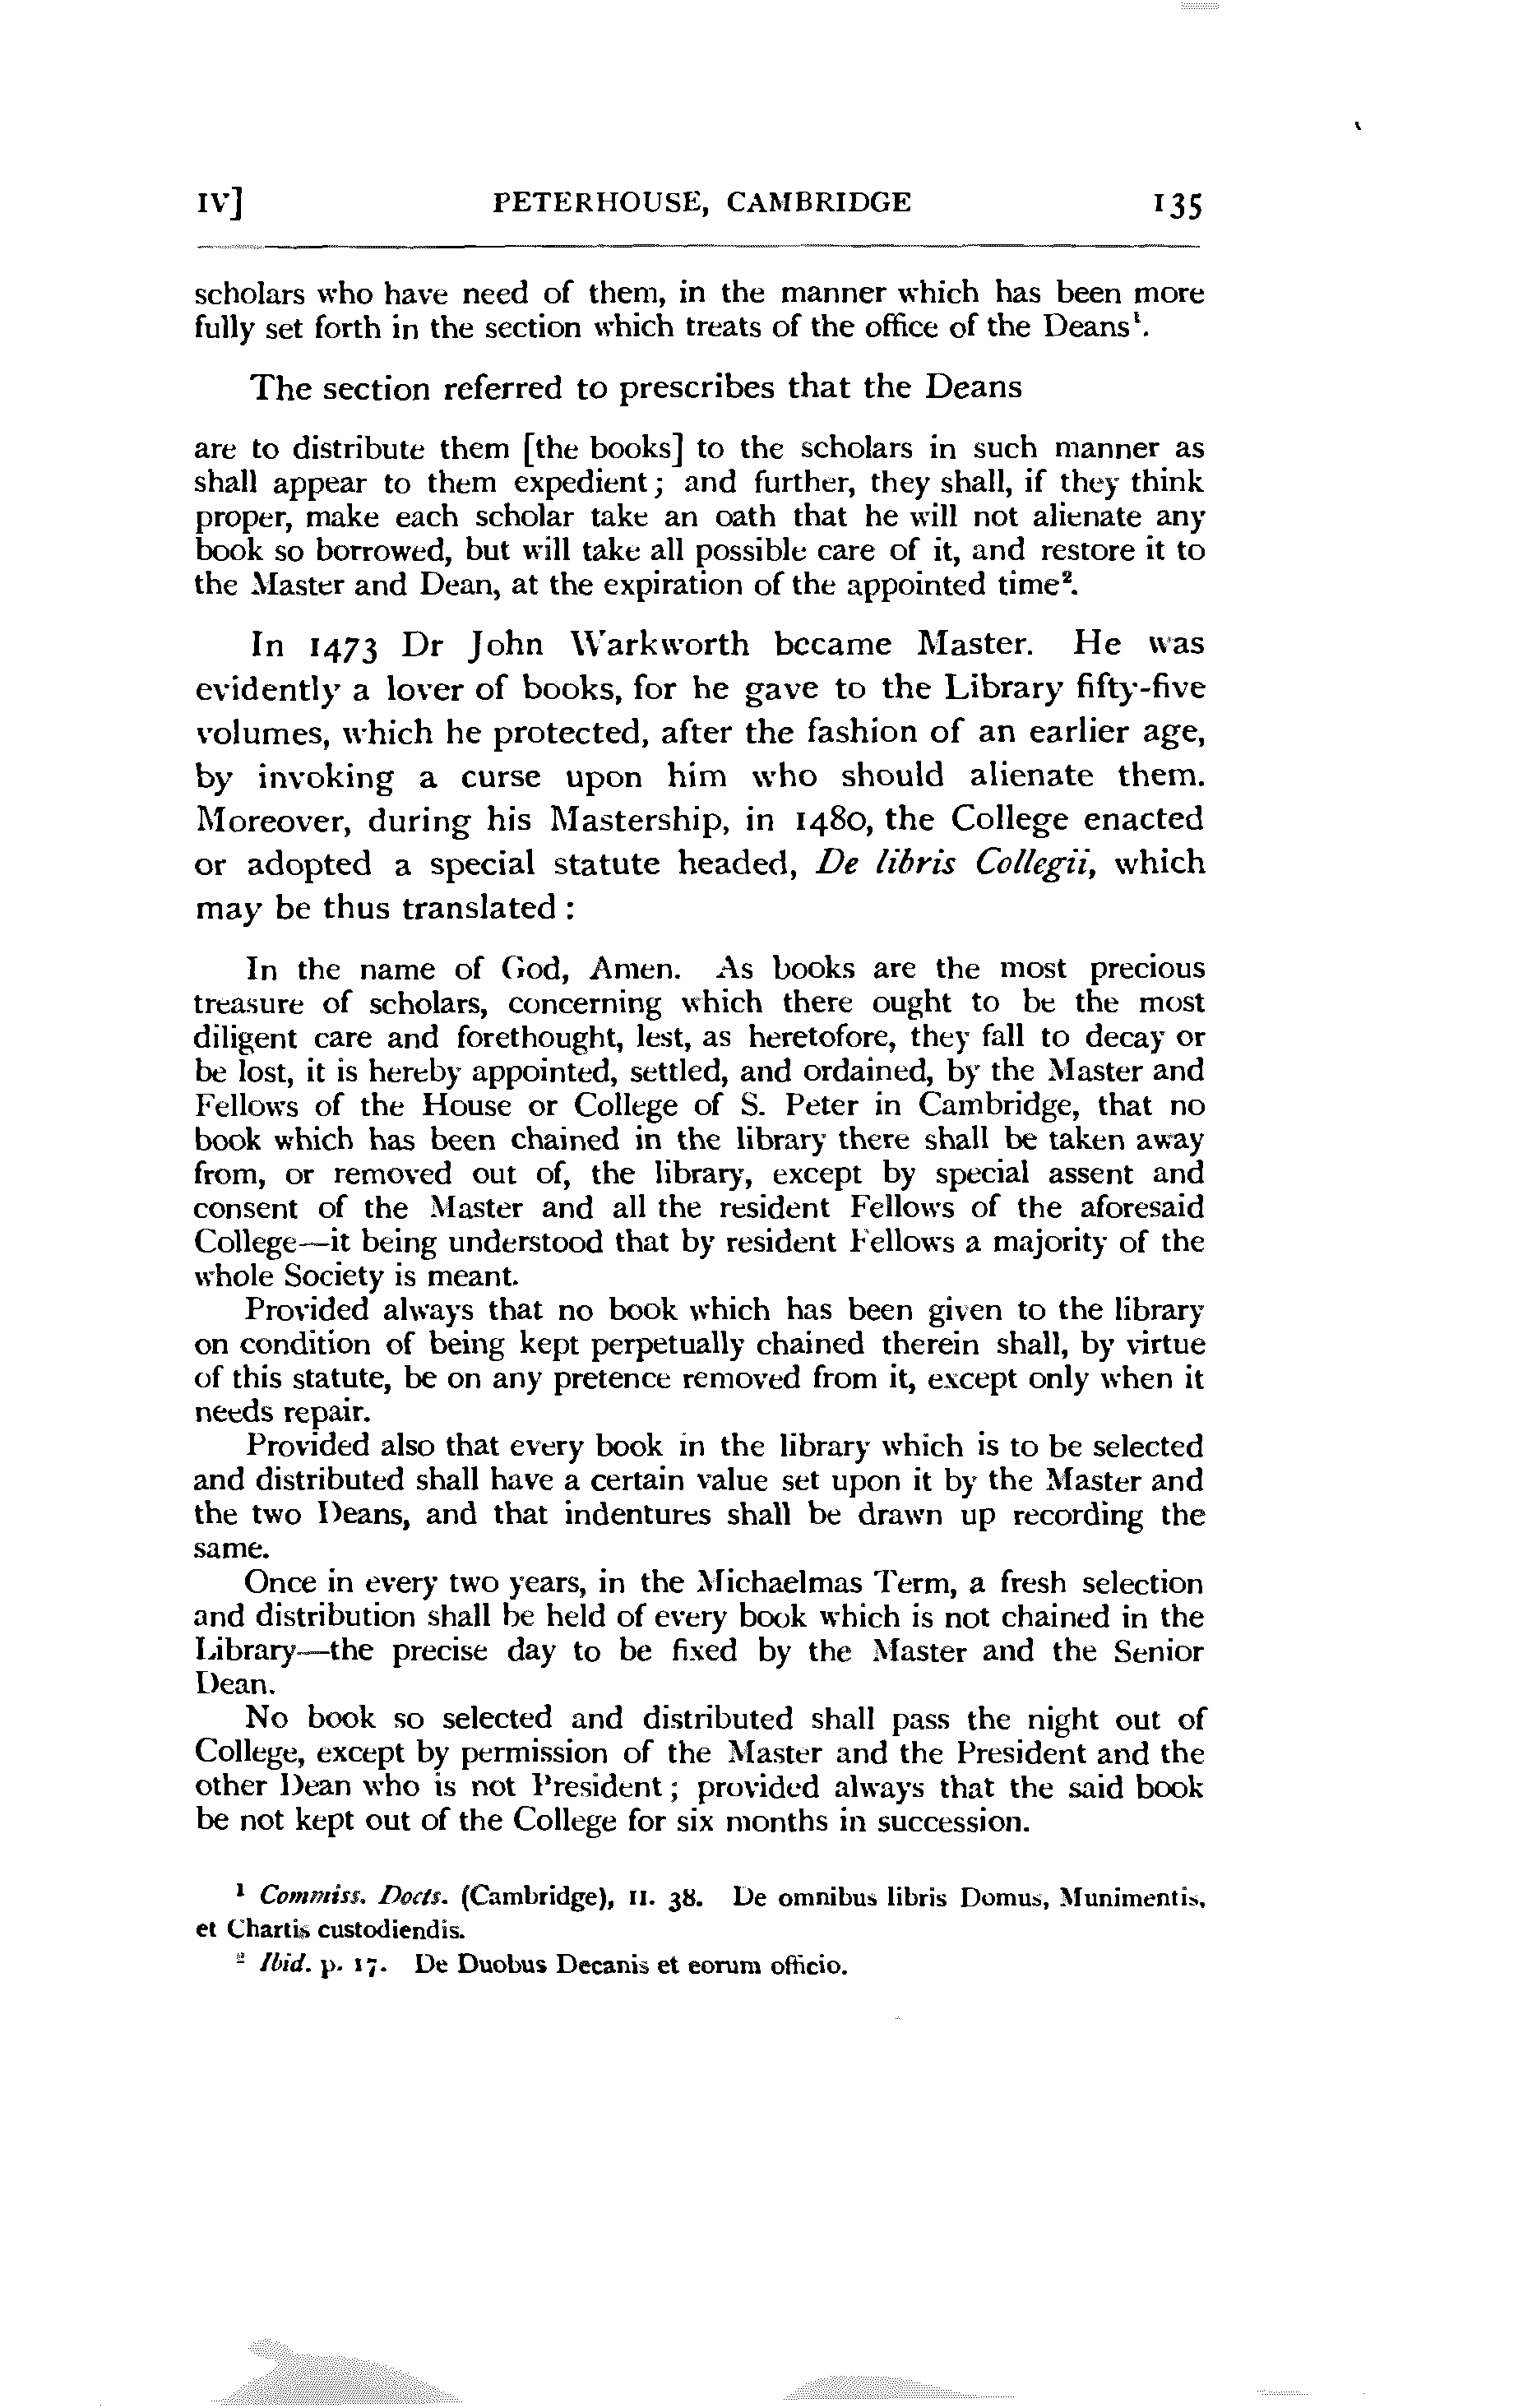 IV] PETERHOUSE, CAMBRIDGE 135
scholars who have need of them, in the manner which has been more
fully set forth in the section which treats of the office of the Deans¹.
The section referred to prescribes that the Deans
are to distribute them [the books] to the scholars in such manner as
shall appear to them expedient; and further, they shall, if they think
proper, make each scholar take an oath that he will not alienate any
book so borrowed, but will take all possible care of it, and restore it to
the Master and Dean, at the expiration of the appointed time².
In 1473 Dr John Warkworth became Master. He was
evidently a lover of books, for he gave to the Library fifty-five
volumes, which he protected, after the fashion of an earlier age,
by invoking a curse upon him who should alienate them.
Moreover, during his Mastership, in 1480, the College enacted
or adopted a special statute headed, De libris Collegii, which
may be thus translated :
In the name of God, Amen. As books are the most precious
treasure of scholars, concerning which there ought to be the most
diligent care and forethought, lest, as heretofore, they fall to decay or
be lost, it is hereby appointed, settled, and ordained, by the Master and
Fellows of the House or College of S. Peter in Cambridge, that no
book which has been chained in the library there shall be taken away
from, or removed out of, the library, except by special assent and
consent of the Master and all the resident Fellows of the aforesaid
College—it being understood that by resident Fellows a majority of the
whole Society is meant.
Provided always that no book which has been given to the library
on condition of being kept perpetually chained therein shall, by virtue
of this statute, be on any pretence removed from it, except only when it
needs repair.
Provided also that every book in the library which is to be selected
and distributed shall have a certain value set upon it by the Master and
the two Deans, and that indentures shall be drawn up recording the
same.
Once in every two years, in the Michaelmas Term, a fresh selection
and distribution shall be held of every book which is not chained in the
Library—the precise day to be fixed by the Master and the Senior
Dean.
No book so selected and distributed shall pass the night out of
College, except by permission of the Master and the President and the
other Dean who is not President; provided always that the said book
be not kept out of the College for six months in succession.
¹ Commiss. Docts. (Cambridge), II. 38. De omnibus libris Domus, Munimentis,
et Chartis custodiendis.
² Ibid. p. 17. De Duobus Decanis et eorum officio.